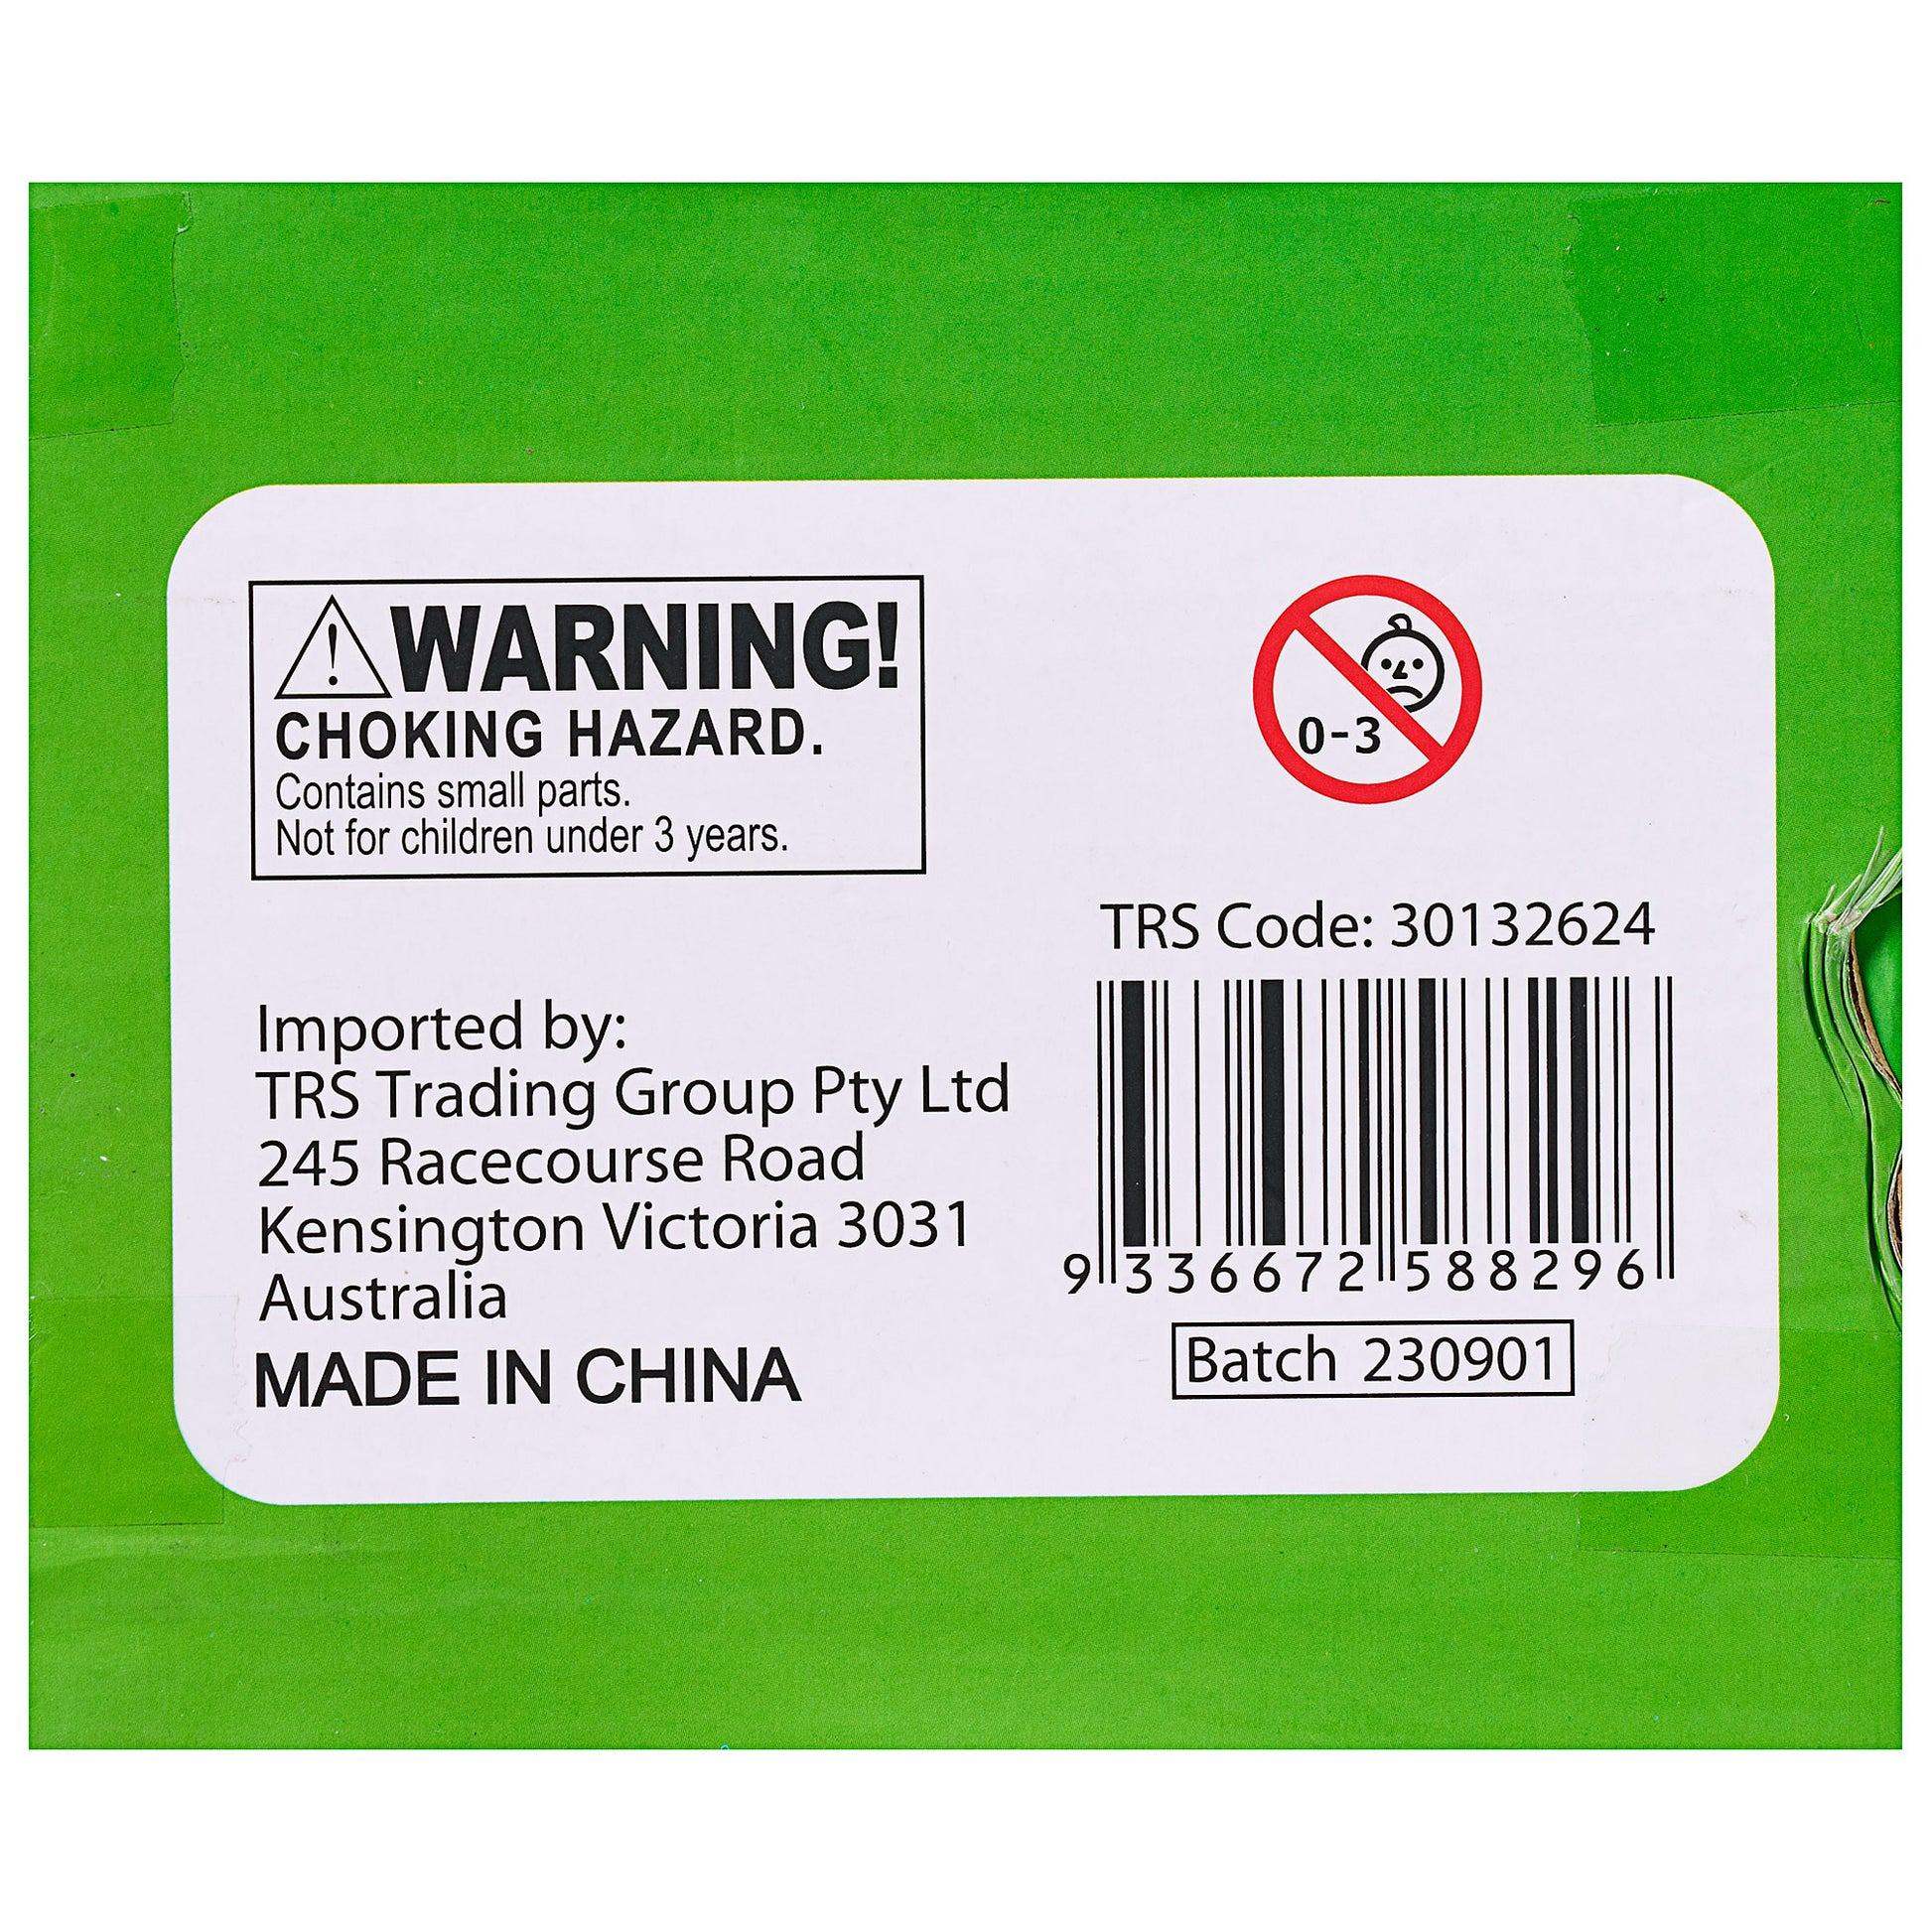 WARNING!
CHOKING HAZARD.
Contains small parts.
Not for children under 3 years.
0-3
Imported by:
TRS Trading Group Pty Ltd
245 Racecourse Road
Kensington Victoria 3031
Australia
MADE IN CHINA
TRS Code: 30132624
9 336672 588296
Batch 230901